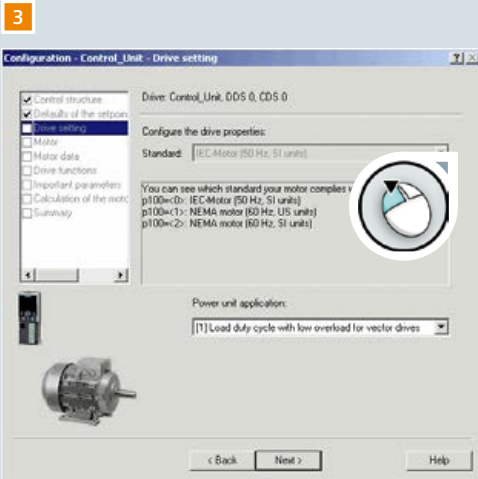 3
Configuration - Control_Unit - Drive setting
Control structure
Defaults of the setpoin
Drive setting
Motor
Motor data
Drive functions
Important parameters
Calculation of the motc
Summary
Drive: Control_Unit, DDS 0, CDS 0
Configure the drive properties:
Standard: IEC-Motor (50 Hz, SI units)
You can see which standard your motor complies
p100=<0>: IEC-Motor (50 Hz, SI units)
p100=<1>: NEMA motor (60 Hz, US units)
p100=<2>: NEMA motor (60 Hz, SI units)
Power unit application:
[1] Load duty cycle with low overload for vector drives
< Back Next > Help